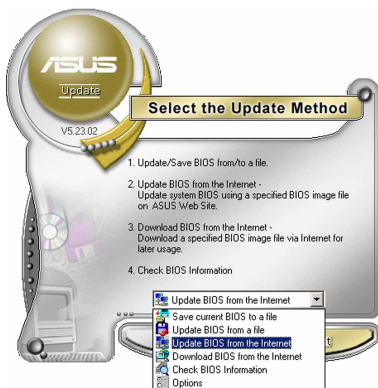 ASUS
Update
V5.23.02
Select the Update Method
1. Update/Save BIOS from/to a file.
2. Update BIOS from the Internet -
Update system BIOS using a specified BIOS image file
on ASUS Web Site.
3. Download BIOS from the Internet -
Download a specified BIOS image file via Internet for
later usage.
4. Check BIOS Information
Update BIOS from the Internet
Save current BIOS to a file
Update BIOS from a file
Update BIOS from the Internet
Download BIOS from the Internet
Check BIOS Information
Options